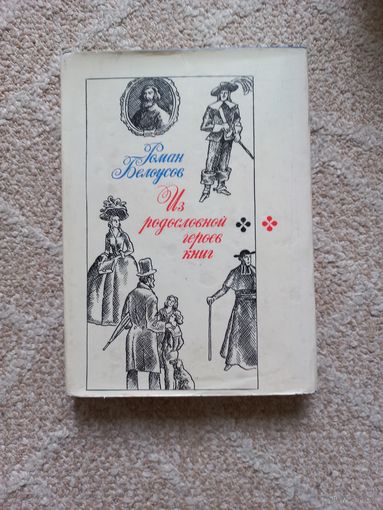 Роман
Белоусов
Из
родословной
героев
книг